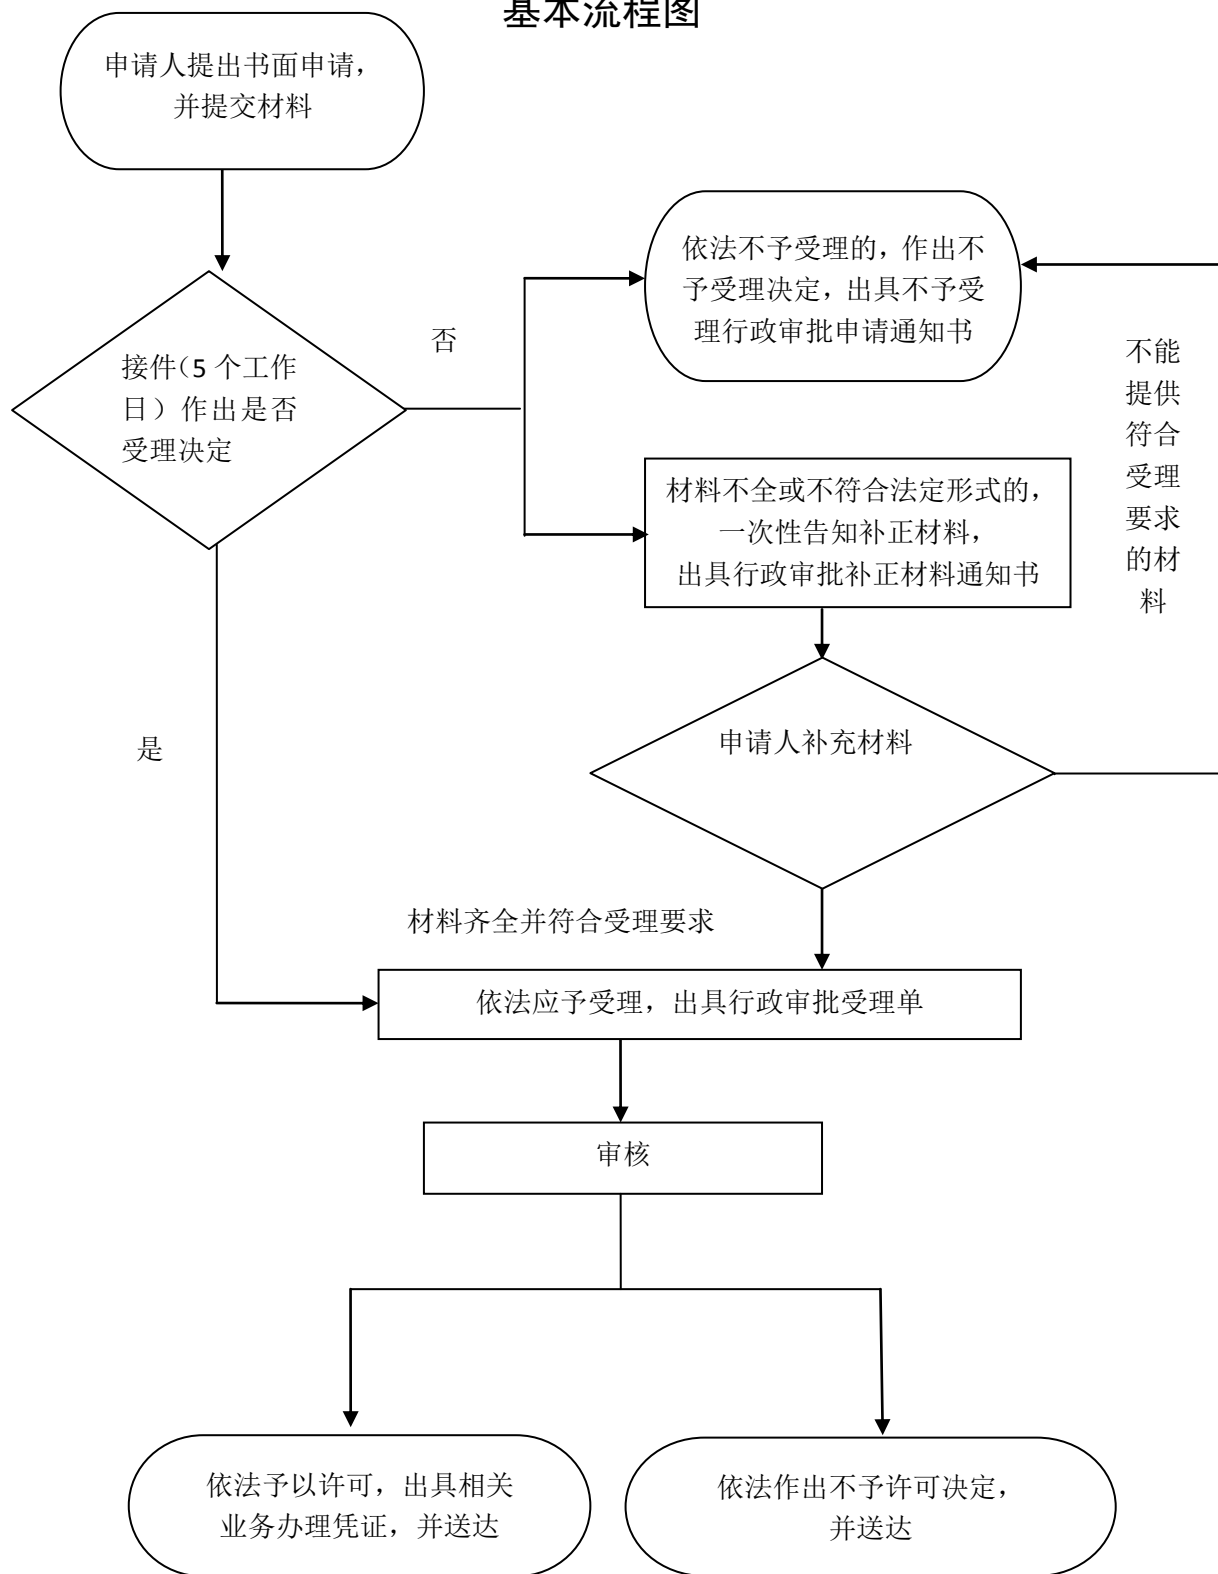 基本流程图
申请人提出书面申请，
并提交材料
依法不予受理的，作出不
予受理决定，出具不予受
理行政审批申请通知书
否
接件（5 个工作
日）作出是否
受理决定
不能
提供
符合
受理
要求
的材
料
材料不全或不符合法定形式的，
一次性告知补正材料，
出具行政审批补正材料通知书
是
申请人补充材料
材料齐全并符合受理要求
依法应予受理，出具行政审批受理单
审核
依法予以许可，出具相关
业务办理凭证，并送达
依法作出不予许可决定，
并送达